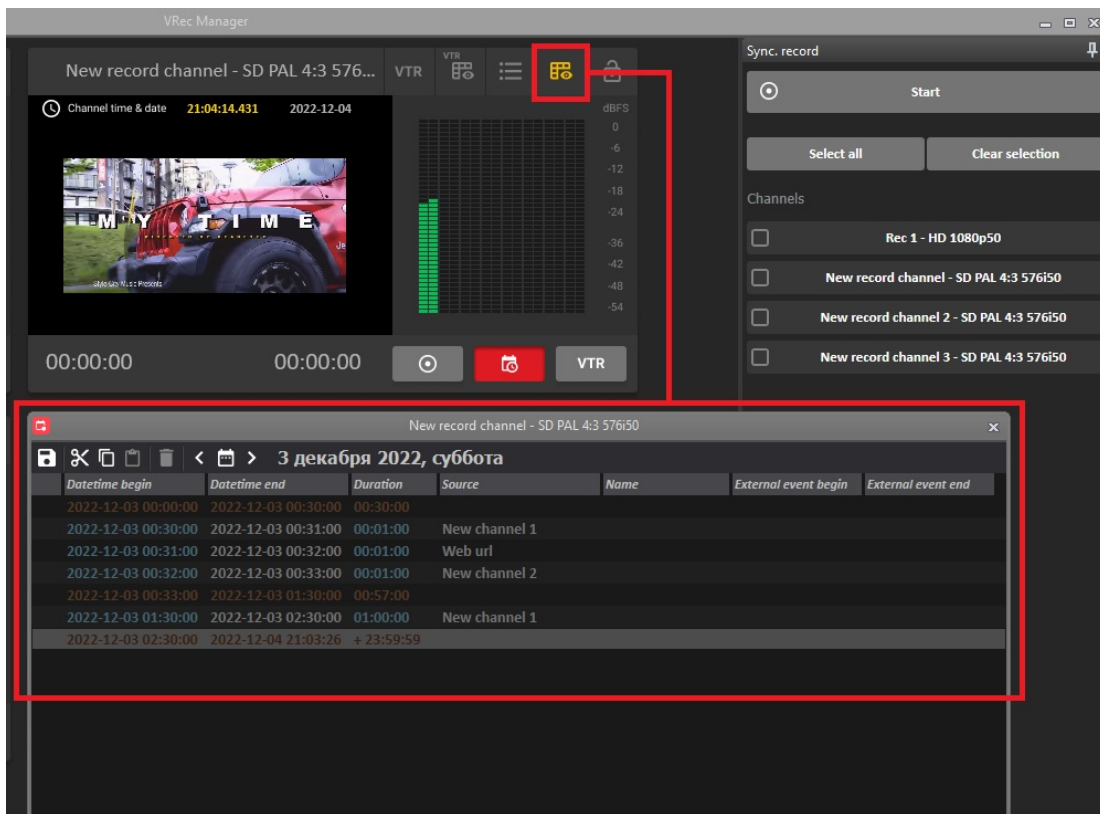 VRec Manager
New record channel - SD PAL 4:3 576...
VTR
VTR
Channel time & date 21:04:14.431 2022-12-04
MY TIME
dBFS
0
-6
-12
-18
-24
-36
-42
-48
-54
00:00:00 00:00:00 VTR
Sync. record
Start
Select all Clear selection
Channels
Rec 1 - HD 1080p50
New record channel - SD PAL 4:3 576i50
New record channel 2 - SD PAL 4:3 576i50
New record channel 3 - SD PAL 4:3 576i50
New record channel - SD PAL 4:3 576i50
3 декабря 2022, суббота
Datetime begin Datetime end Duration Source Name External event begin External event end
2022-12-03 00:00:00 2022-12-03 00:30:00 00:30:00
2022-12-03 00:30:00 2022-12-03 00:31:00 00:01:00 New channel 1
2022-12-03 00:31:00 2022-12-03 00:32:00 00:01:00 Web url
2022-12-03 00:32:00 2022-12-03 00:33:00 00:01:00 New channel 2
2022-12-03 00:33:00 2022-12-03 01:30:00 00:57:00
2022-12-03 01:30:00 2022-12-03 02:30:00 01:00:00 New channel 1
2022-12-03 02:30:00 2022-12-04 21:03:26 + 23:59:59